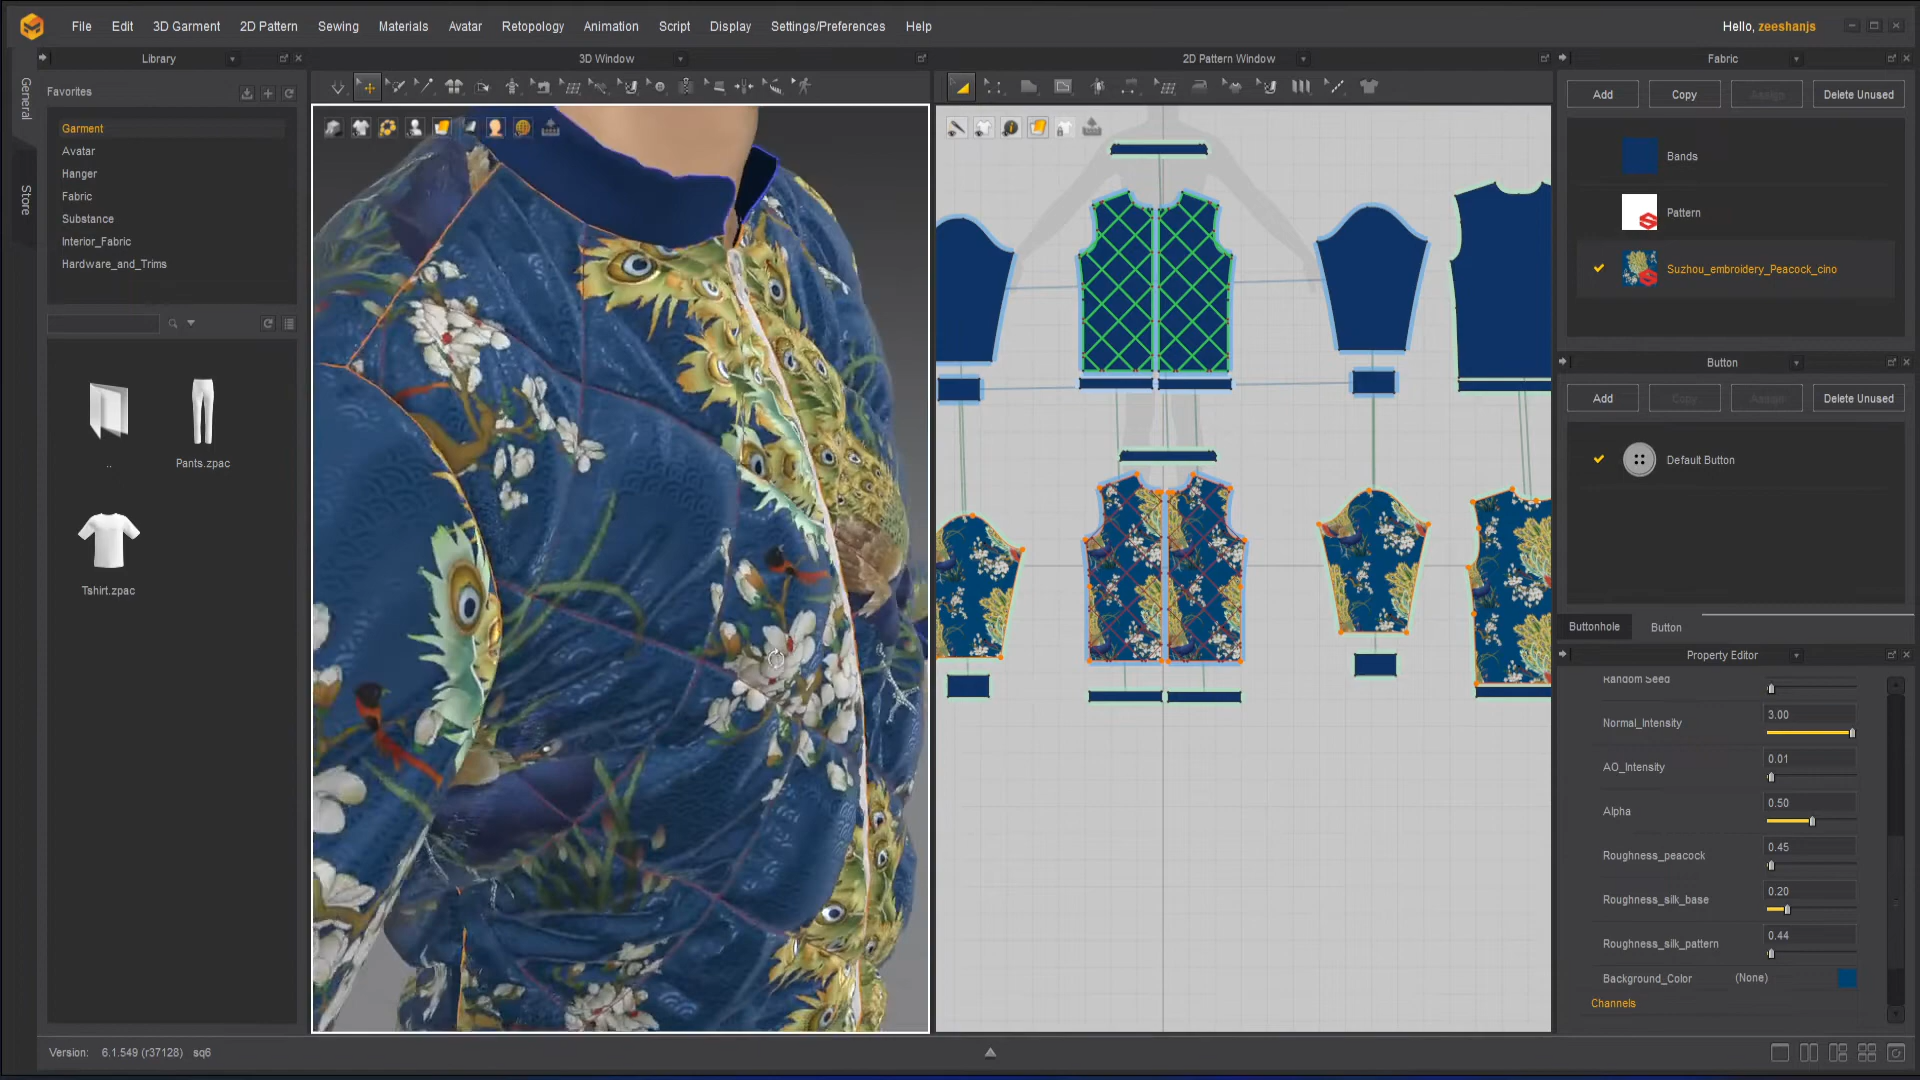 File Edit 3D Garment 2D Pattern Sewing Materials Avatar Retopology Animation Script Display Settings/Preferences Help
Hello, zeeshanjs
Library
3D Window
2D Pattern Window
Fabric
General
Store
Favorites
Garment
Avatar
Hanger
Fabric
Substance
Interior_Fabric
Hardware_and_Trims
..
Pants.zpac
Tshirt.zpac
Add Copy Assign Delete Unused
Bands
Pattern
Suzhou_embroidery_Peacock_cino
Button
Add Copy Assign Delete Unused
Default Button
Buttonhole Button
Property Editor
Random Seed
Normal_Intensity 3.00
AO_Intensity 0.01
Alpha 0.50
Roughness_peacock 0.45
Roughness_silk_base 0.20
Roughness_silk_pattern 0.44
Background_Color (None)
Channels
Version: 6.1.549 (r37128) sq6